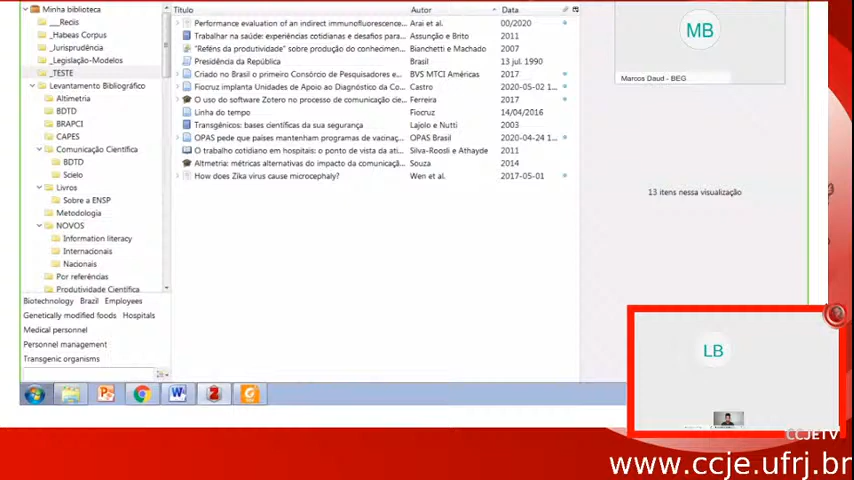 Minha biblioteca
__Reciis
_Habeas Corpus
_Jurisprudência
_Legislação-Modelos
_TESTE
Levantamento Bibliográfico
Altimetria
BDTD
BRAPCI
CAPES
Comunicação Científica
BDTD
Scielo
Livros
Sobre a ENSP
Metodologia
NOVOS
Information literacy
Internacionais
Nacionais
Por referências
Produtividade Científica
Biotechnology Brazil Employees
Genetically modified foods Hospitals
Medical personnel
Personnel management
Transgenic organisms
Título Autor Data
Performance evaluation of an indirect immunofluorescence... Arai et al. 00/2020
Trabalhar na saúde: experiências cotidianas e desafios para... Assunção e Brito 2011
"Reféns da produtividade" sobre produção do conhecimen... Bianchetti e Machado 2007
Presidência da República Brasil 13 jul. 1990
Criado no Brasil o primeiro Consórcio de Pesquisadores e... BVS MTCI Américas 2017
Fiocruz implanta Unidades de Apoio ao Diagnóstico da Co... Castro 2020-05-02 1...
O uso do software Zotero no processo de comunicação cie... Ferreira 2017
Linha do tempo Fiocruz 14/04/2016
Transgênicos: bases científicas da sua segurança Lajolo e Nutti 2003
OPAS pede que países mantenham programas de vacinaç... OPAS Brasil 2020-04-24 1...
O trabalho cotidiano em hospitais: o ponto de vista da ati... Silva-Roosli e Athayde 2011
Altmetria: métricas alternativas do impacto da comunicaçã... Souza 2014
How does Zika virus cause microcephaly? Wen et al. 2017-05-01
MB
Marcos Daud - BEG
13 itens nessa visualização
LB
CCJETV
www.ccje.ufrj.br